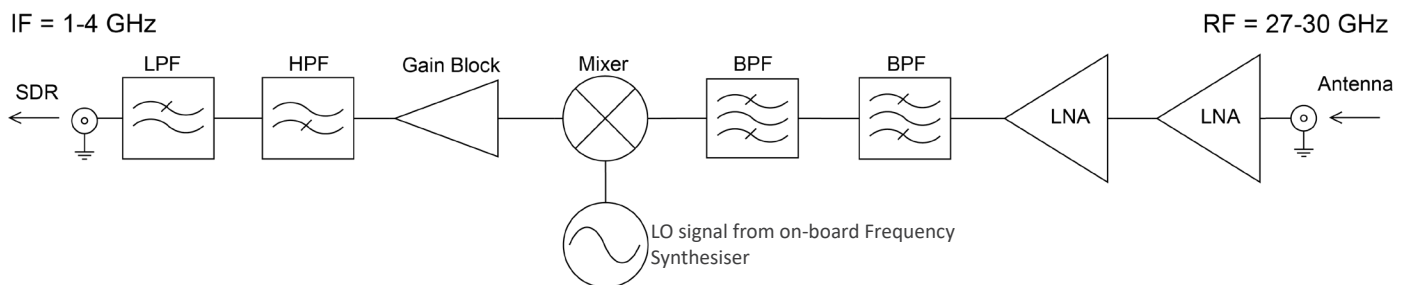 IF = 1-4 GHz
RF = 27-30 GHz
LPF
HPF
Gain Block
Mixer
BPF
BPF
SDR
LNA
LNA
Antenna
LO signal from on-board Frequency
Synthesiser